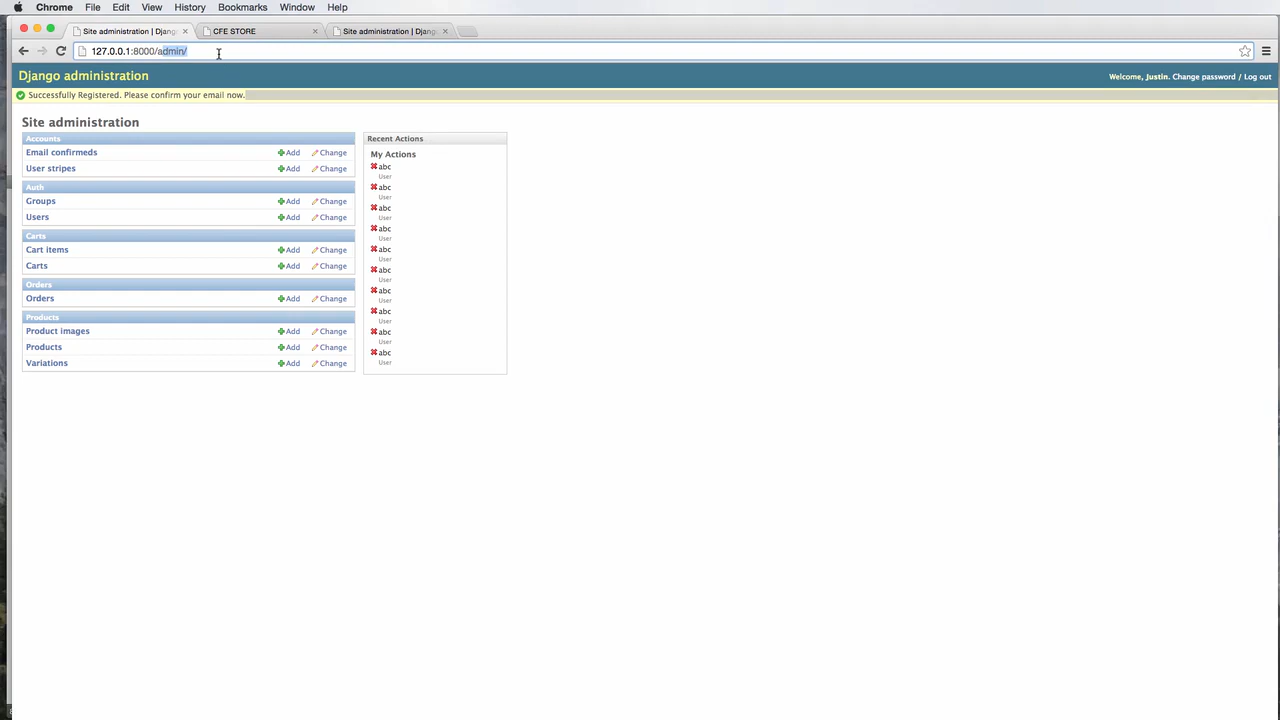 Chrome File Edit View History Bookmarks Window Help
Site administration | Djang
CFE STORE
Site administration | Djang
127.0.0.1:8000/admin/
Django administration
Welcome, Justin. Change password / Log out
Successfully Registered. Please confirm your email now.
Site administration
Accounts
Email confirmeds Add Change
User stripes Add Change
Auth
Groups Add Change
Users Add Change
Carts
Cart items Add Change
Carts Add Change
Orders
Orders Add Change
Products
Product images Add Change
Products Add Change
Variations Add Change
Recent Actions
My Actions
abc
User
abc
User
abc
User
abc
User
abc
User
abc
User
abc
User
abc
User
abc
User
abc
User